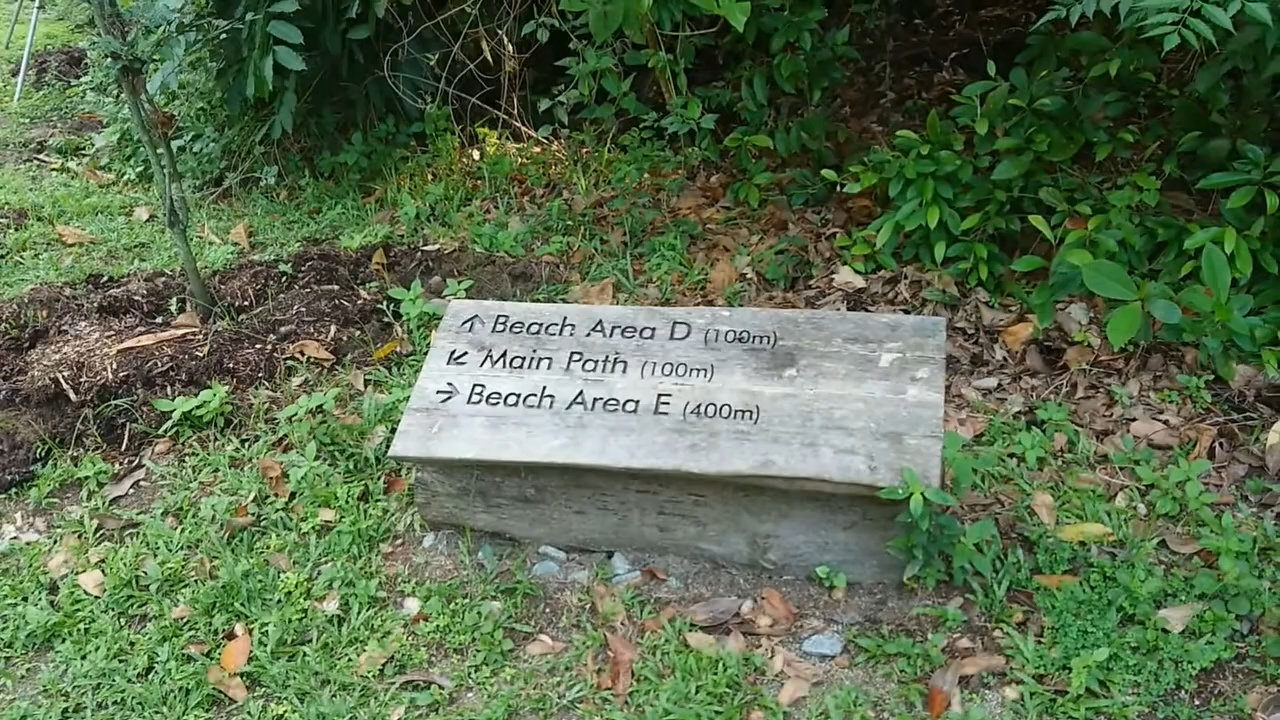 ↑ Beach Area D (100m)
↙ Main Path (100m)
→ Beach Area E (400m)